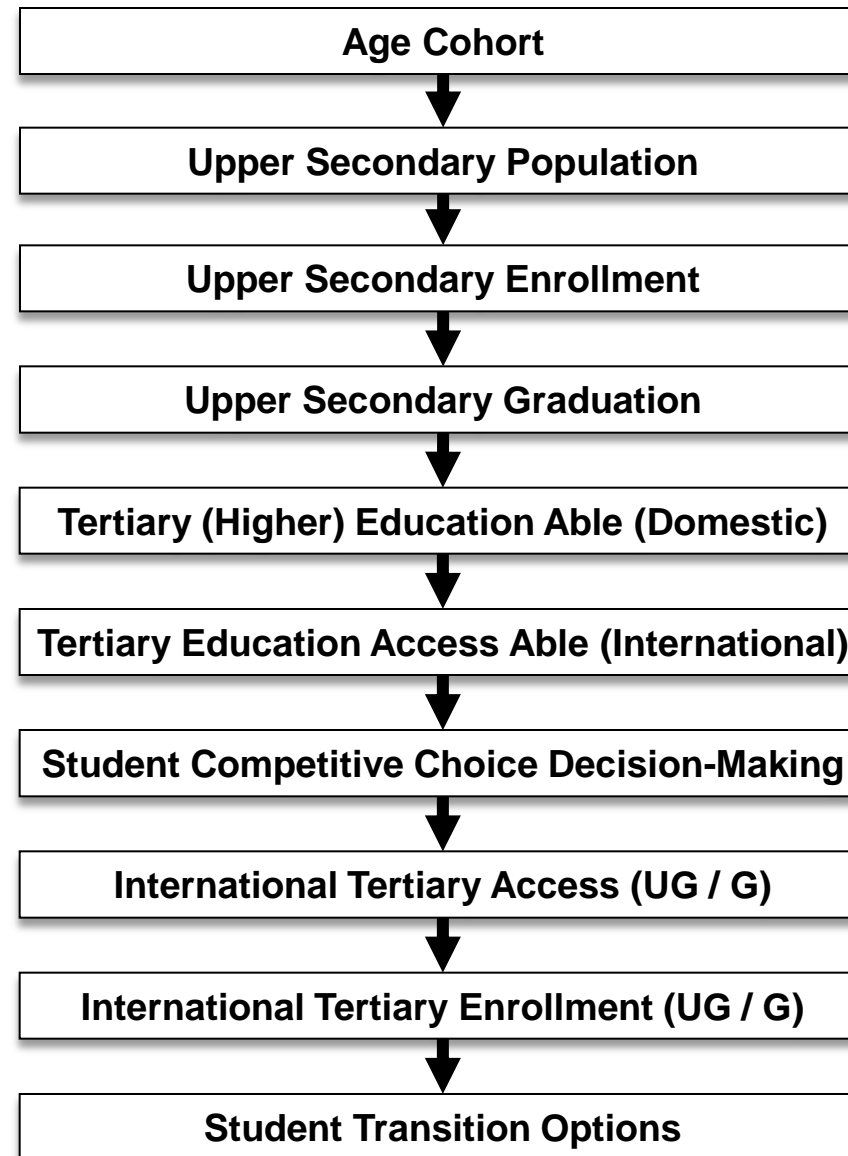 Age Cohort
Upper Secondary Population
Upper Secondary Enrollment
Upper Secondary Graduation
Tertiary (Higher) Education Able (Domestic)
Tertiary Education Access Able (International)
Student Competitive Choice Decision-Making
International Tertiary Access (UG / G)
International Tertiary Enrollment (UG / G)
Student Transition Options